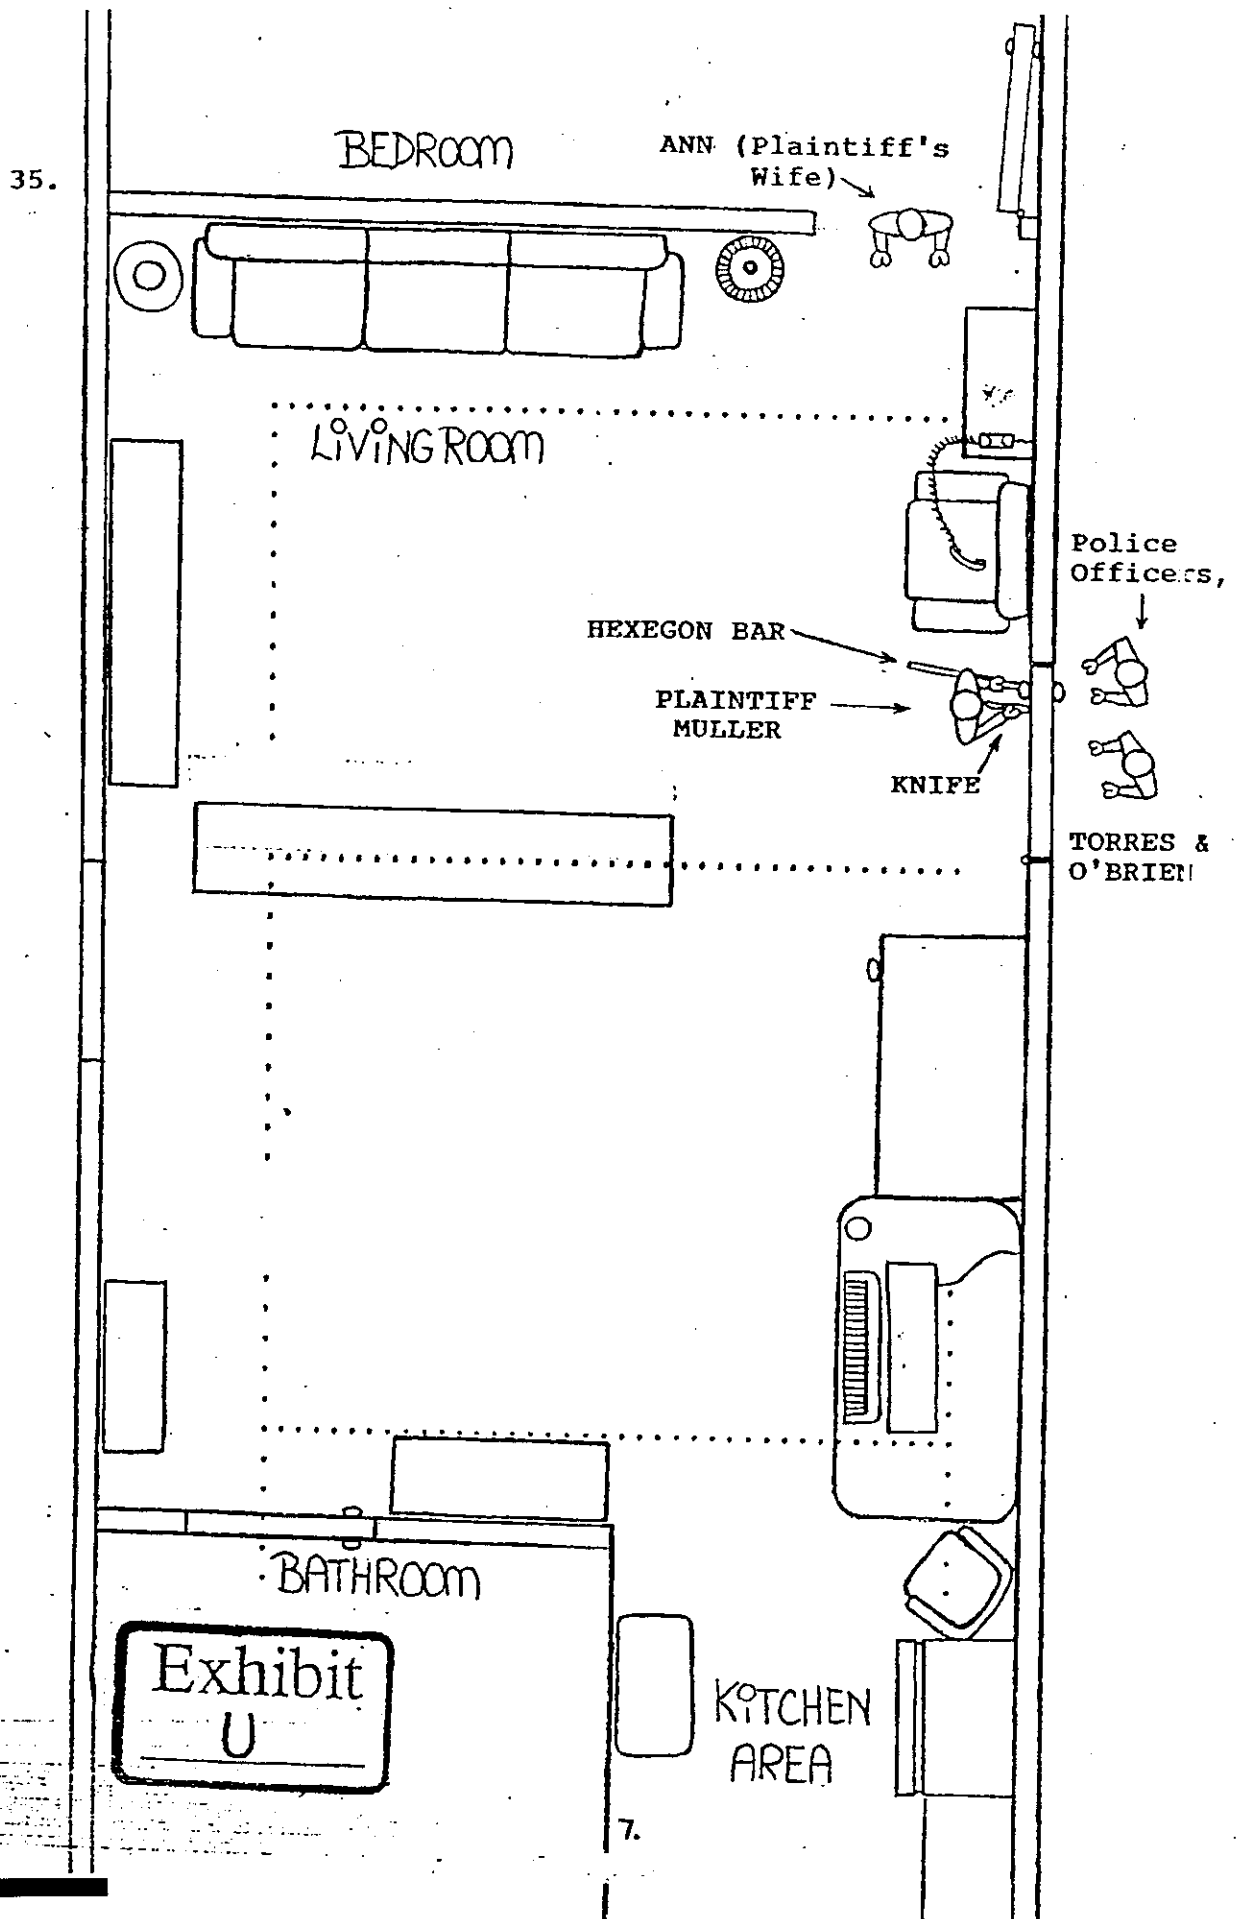 BEDROOM
ANN (Plaintiff's
Wife)
35.
LIVINGROOM
Police
Officers,
HEXEGON BAR
PLAINTIFF
MULLER
KNIFE
TORRES &
O'BRIEN
BATHROOM
Exhibit
U
KITCHEN
AREA
7.